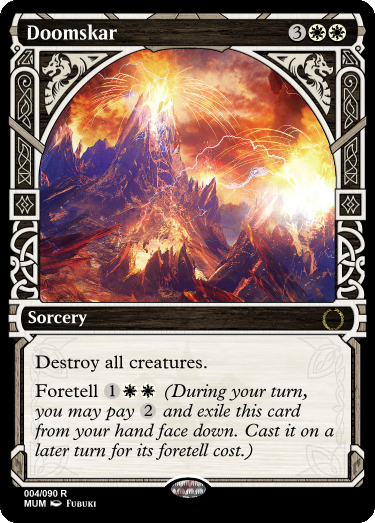 Doomskar 3
Sorcery
Destroy all creatures.
Foretell 1 (During your turn,
you may pay 2 and exile this card
from your hand face down. Cast it on a
later turn for its foretell cost.)
004/090 R
MUM FUBUKI